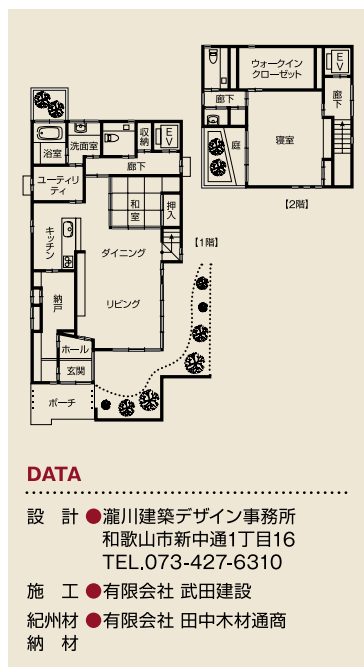 ウォークイン
クローゼット
EV
廊下
廊下
寝室
庭
【2階】
浴室
洗面室
収納
EV
廊下
ユーティリ
ティ
和室
押入
キッチン
ダイニング
【1階】
納戸
リビング
ホール
玄関
ポーチ
DATA
設 計 ●瀧川建築デザイン事務所
和歌山市新中通1丁目16
TEL.073-427-6310
施 工 ●有限会社 武田建設
紀州材 ●有限会社 田中木材通商
納 材